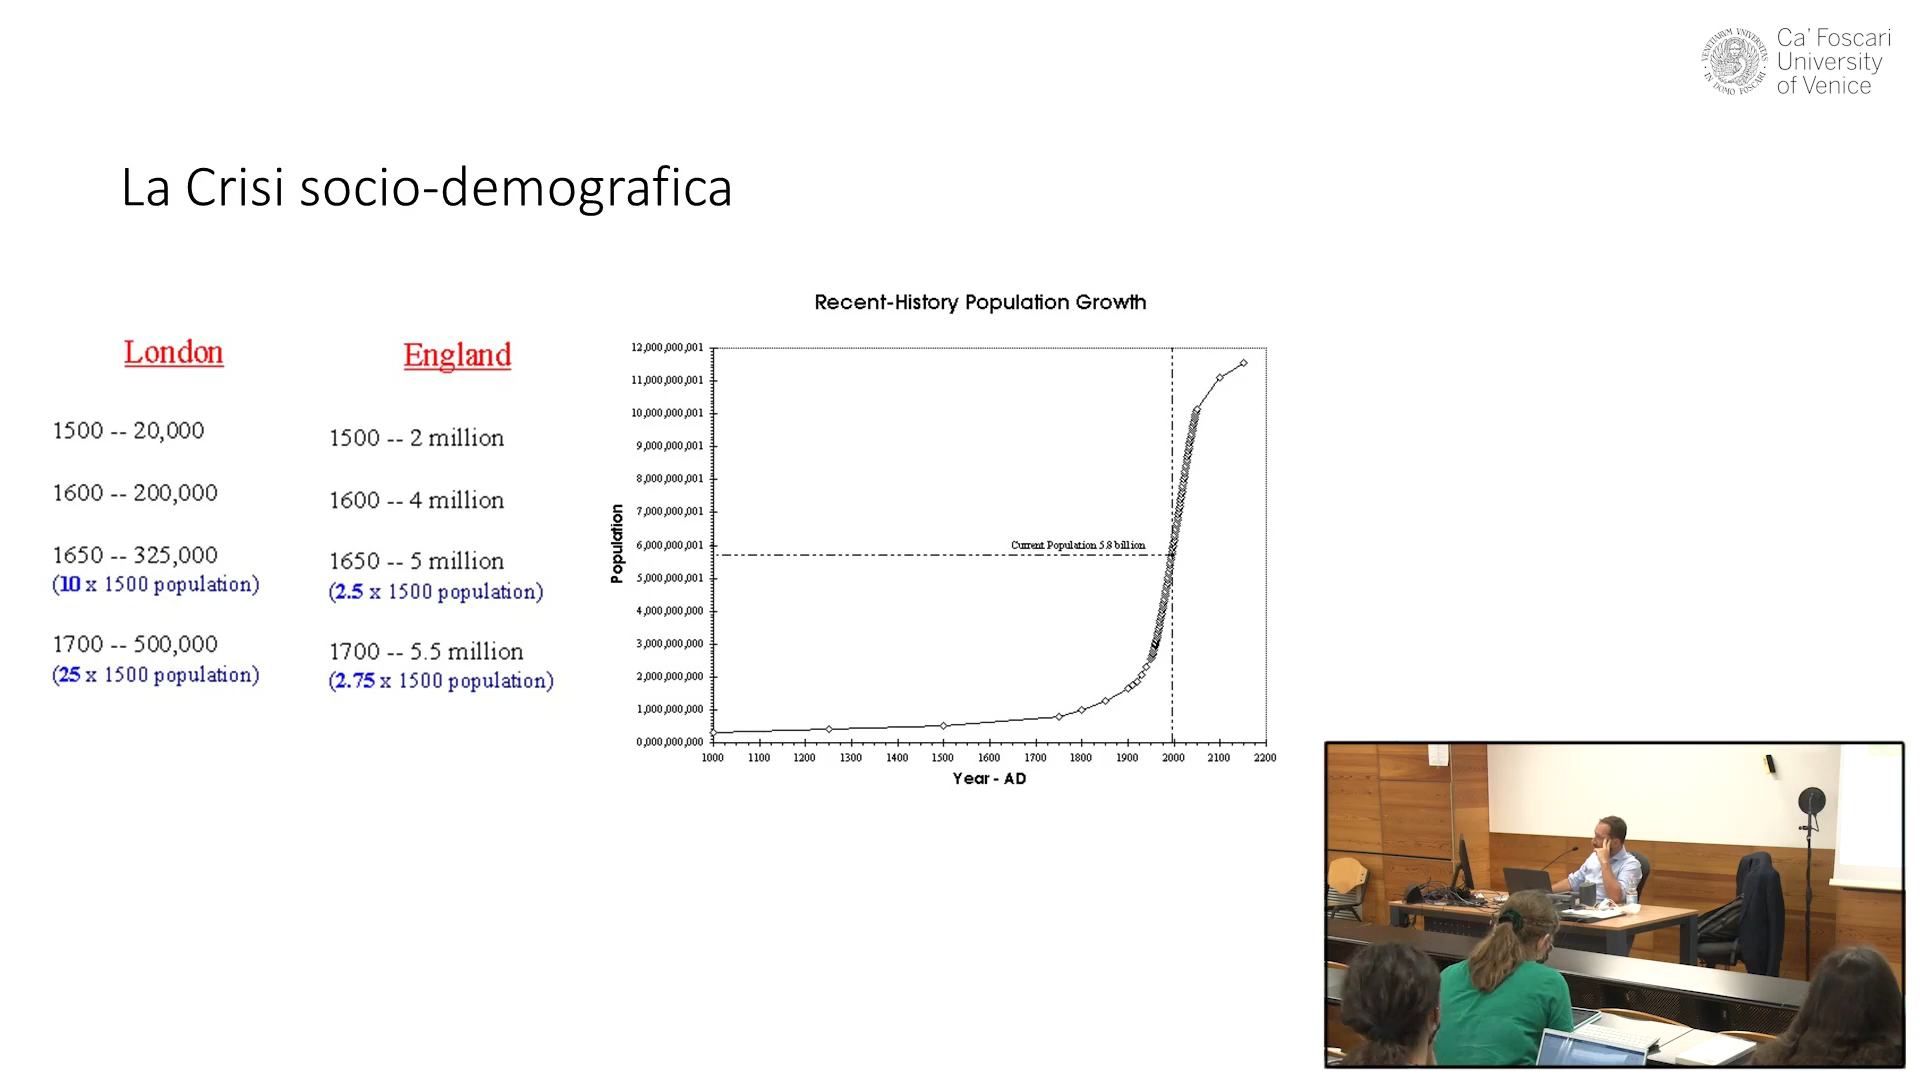 Ca' Foscari
University
of Venice
La Crisi socio-demografica
London
1500 -- 20,000
1600 -- 200,000
1650 -- 325,000
(10 x 1500 population)
1700 -- 500,000
(25 x 1500 population)
England
1500 -- 2 million
1600 -- 4 million
1650 -- 5 million
(2.5 x 1500 population)
1700 -- 5.5 million
(2.75 x 1500 population)
Recent-History Population Growth
Population
12,000,000,001
11,000,000,001
10,000,000,001
9,000,000,001
8,000,000,001
7,000,000,001
6,000,000,001
5,000,000,001
4,000,000,000
3,000,000,000
2,000,000,000
1,000,000,000
0,000,000,000
Current Population 5.8 billion
1000 1100 1200 1300 1400 1500 1600 1700 1800 1900 2000 2100 2200
Year - AD